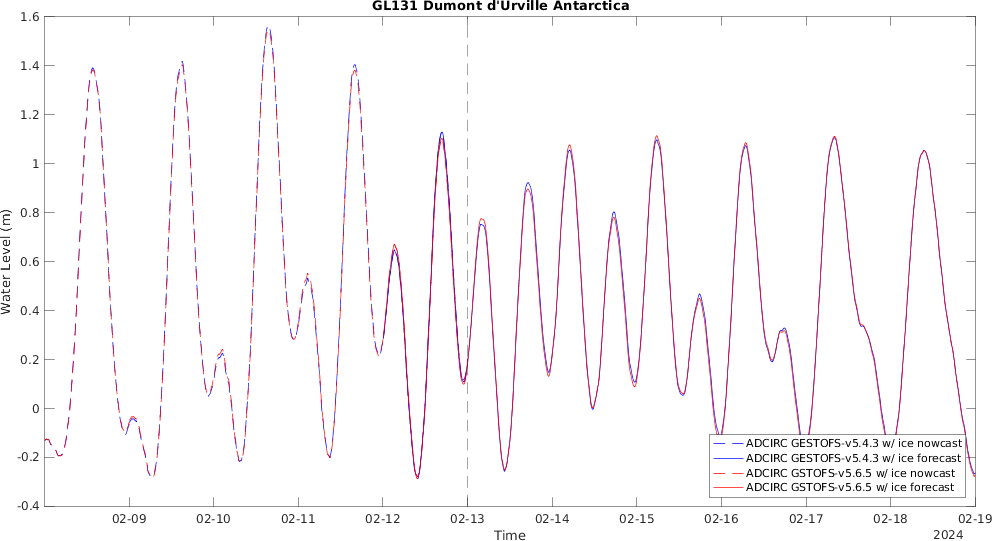 GL131 Dumont d'Urville Antarctica
Water Level (m)
1.6
1.4
1.2
1
0.8
0.6
0.4
0.2
0
-0.2
-0.4
ADCIRC GESTOFS-v5.4.3 w/ ice nowcast
ADCIRC GESTOFS-v5.4.3 w/ ice forecast
ADCIRC GSTOFS-v5.6.5 w/ ice nowcast
ADCIRC GSTOFS-v5.6.5 w/ ice forecast
02-09 02-10 02-11 02-12 02-13 02-14 02-15 02-16 02-17 02-18 02-19
Time
2024